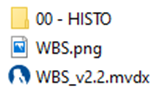 00 - HISTO
WBS.png
WBS_v2.2.mvdx